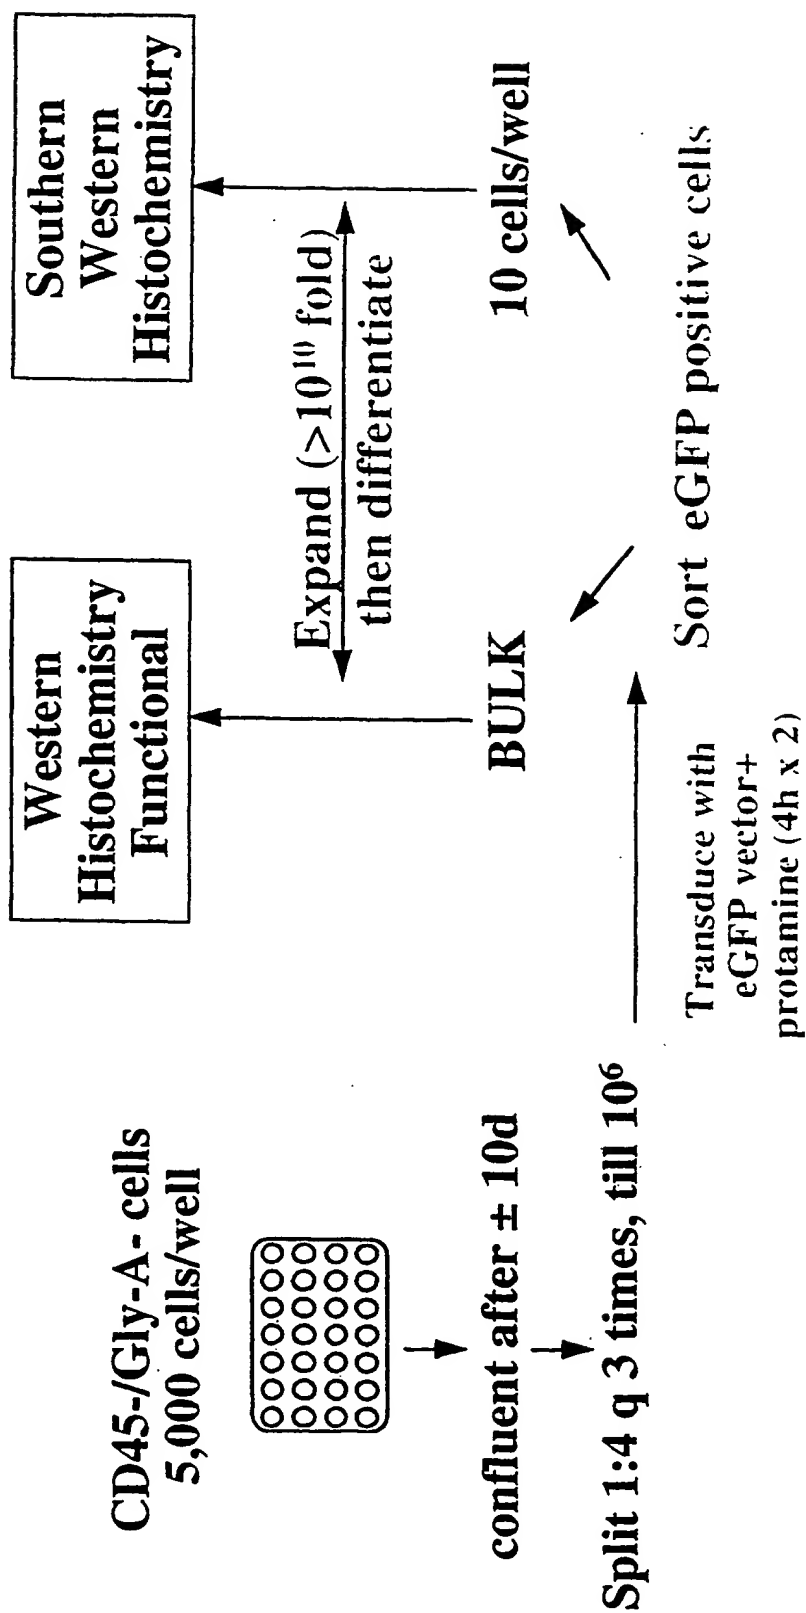 CD45-/Gly-A- cells
5,000 cells/well
confluent after ± 10d
Split 1:4 q 3 times, till 10⁶
Transduce with
eGFP vector+
protamine (4h x 2)
Sort eGFP positive cells
BULK
10 cells/well
Expand (>10¹⁰ fold)
then differentiate
Western
Histochemistry
Functional
Southern
Western
Histochemistry